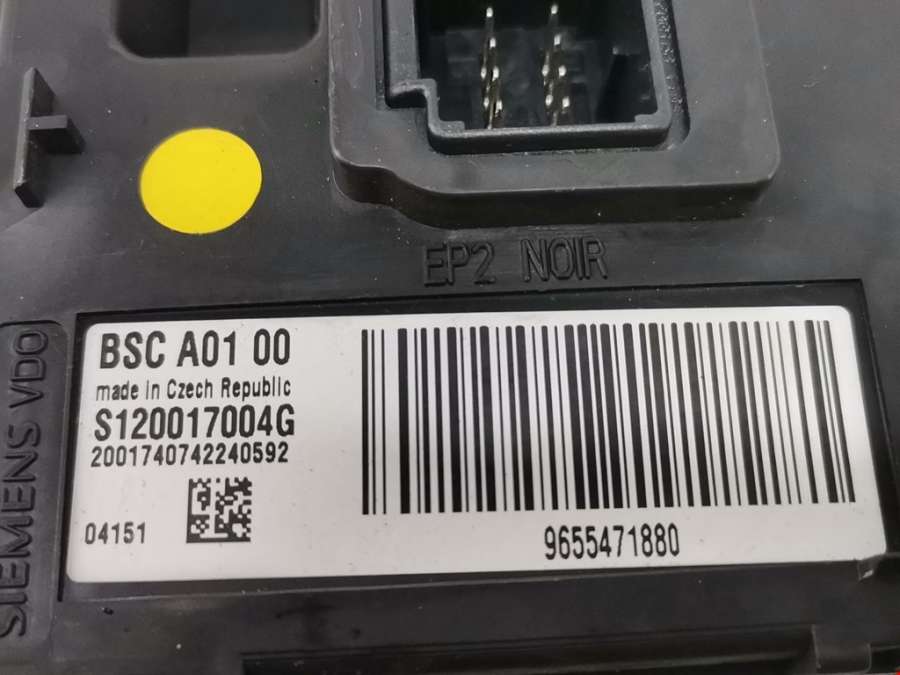 EP2 NOIR
SIEMENS VDO
BSC A01 00
made in Czech Republic
S120017004G
2001740742240592
04151
9655471880